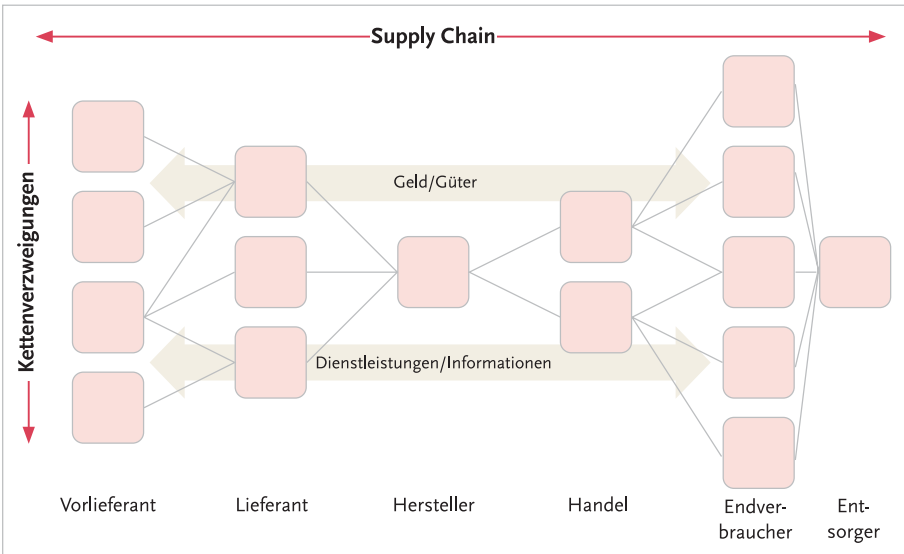 Supply Chain
Kettenverzweigungen
Geld/Güter
Dienstleistungen/Informationen
Vorlieferant
Lieferant
Hersteller
Handel
Endver-
braucher
Ent-
sorger